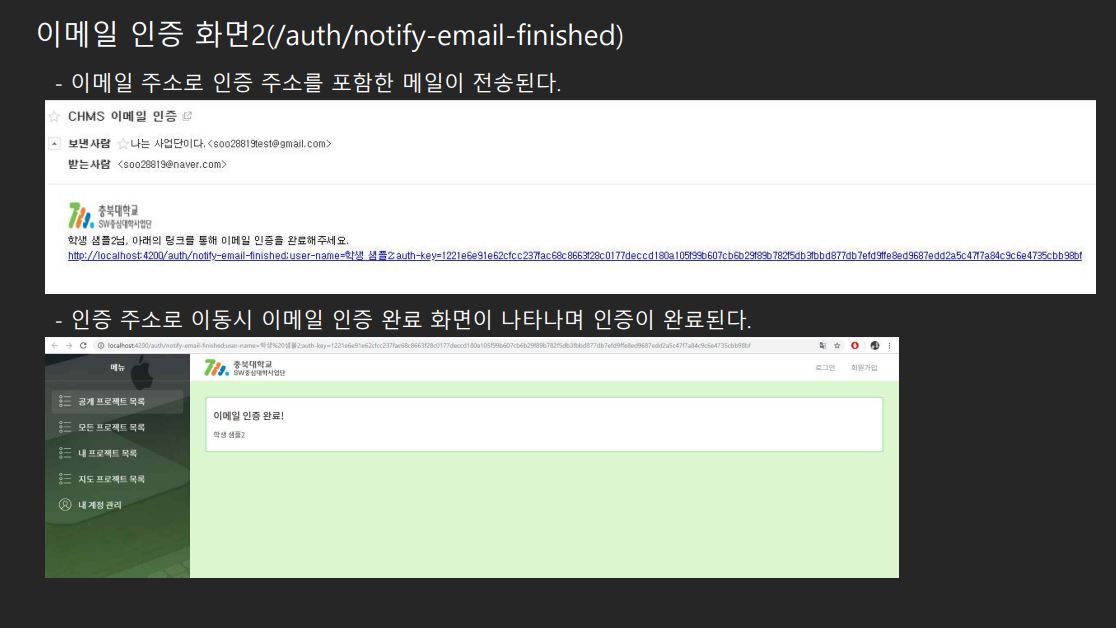 이메일 인증 화면2(/auth/notify-email-finished)
- 이메일 주소로 인증 주소를 포함한 메일이 전송된다.
CHMS 이메일 인증
보낸사람 나는 사업단이다.<soo28819test@gmail.com>
받는사람 <soo28819@naver.com>
충북대학교
SW중심대학사업단
학생 샘플2님, 아래의 링크를 통해 이메일 인증을 완료해주세요.
http://localhost:4200/auth/notify-email-finished;user-name=학생 샘플2;auth-key=1221e6e91e62cfcc237fac68c8663f28c0177deccd180a105f99b607cb6b29f89b782f5db3fbbd877db7efd9ffe8ed9687edd2a5c47f7a84c9c6e4735cbb98bf
- 인증 주소로 이동시 이메일 인증 완료 화면이 나타나며 인증이 완료된다.
localhost:4200/auth/notify-email-finished;user-name=학생%20샘플2;auth-key=1221e6e91e62cfcc237fac68c8663f28c0177deccd180a105f99b607cb6b29f89b782f5db3fbbd877db7efd9ffe8ed9687edd2a5c47f7a84c9c6e4735cbb98bf
메뉴
충북대학교
SW중심대학사업단
로그인 회원가입
공개 프로젝트 목록
모든 프로젝트 목록
내 프로젝트 목록
지도 프로젝트 목록
내 계정 관리
이메일 인증 완료!
학생 샘플2